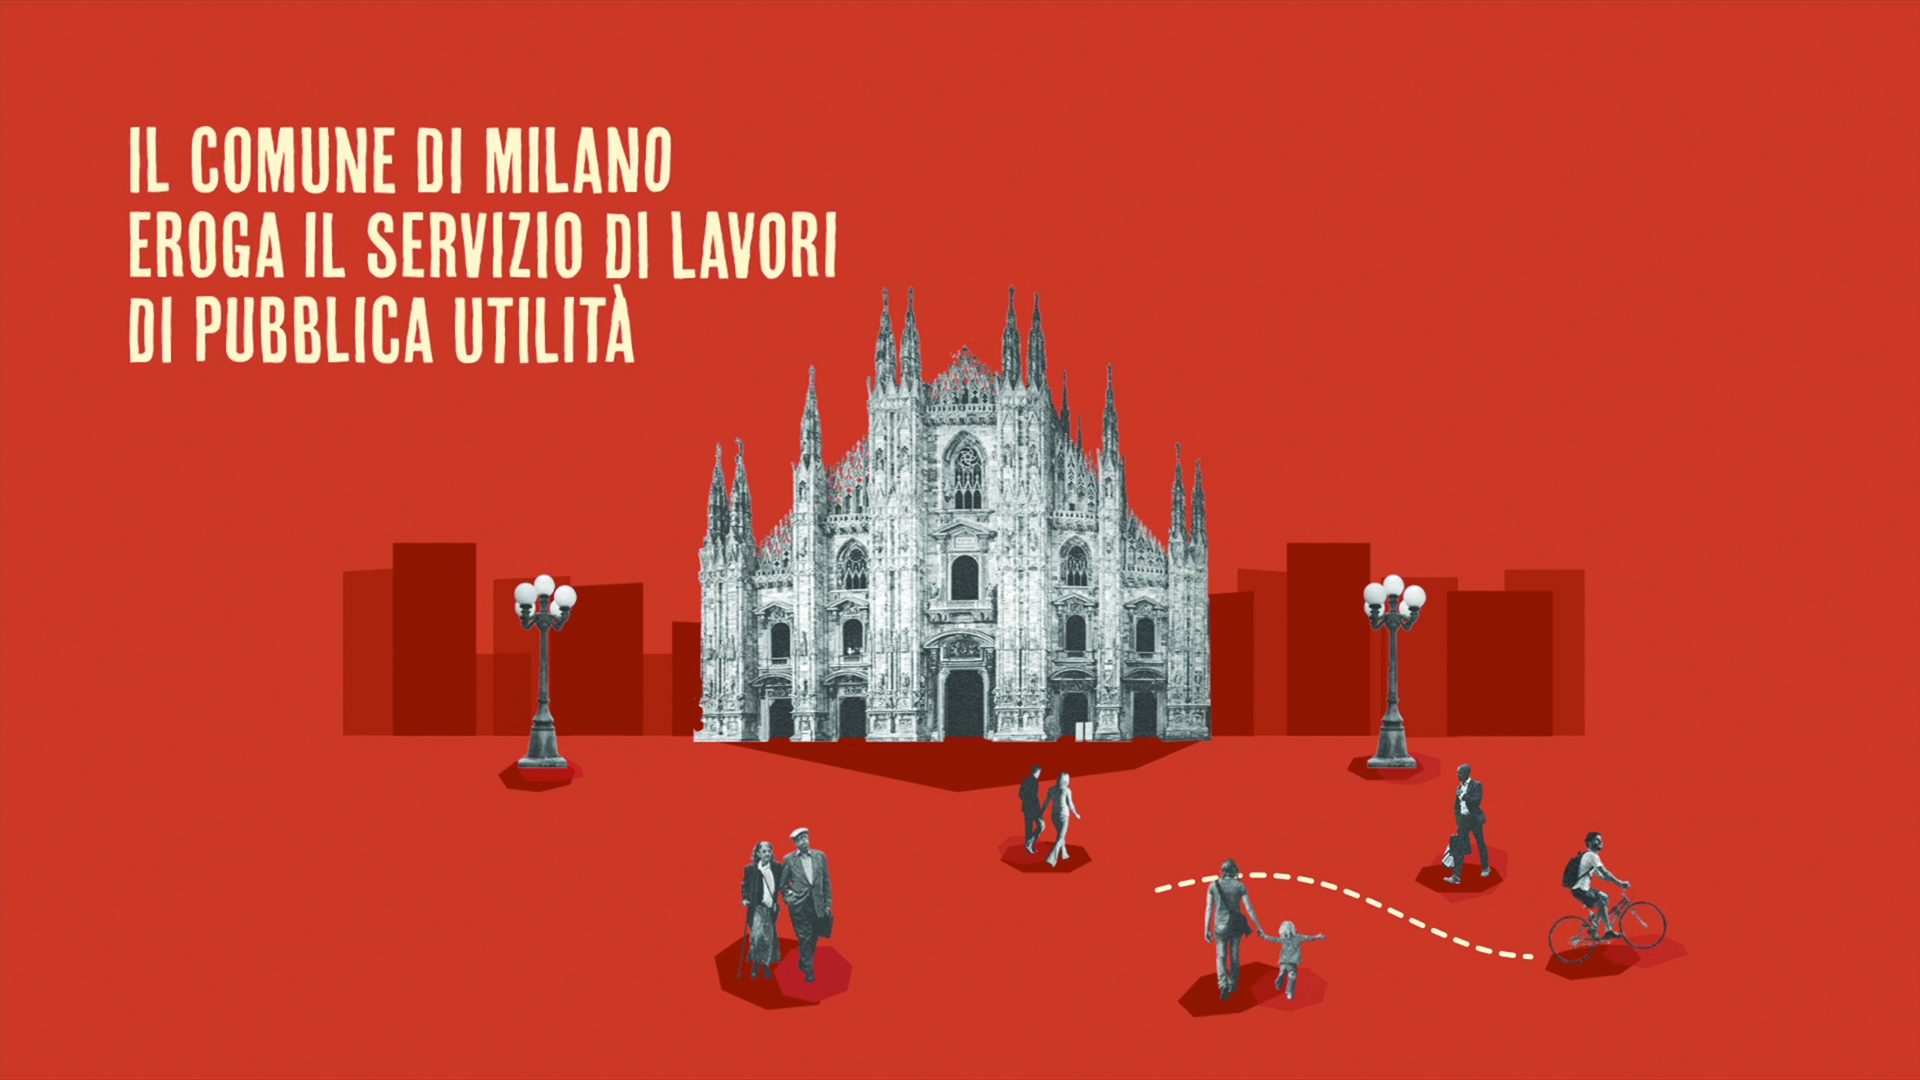 IL COMUNE DI MILANO
EROGA IL SERVIZIO DI LAVORI
DI PUBBLICA UTILITÀ